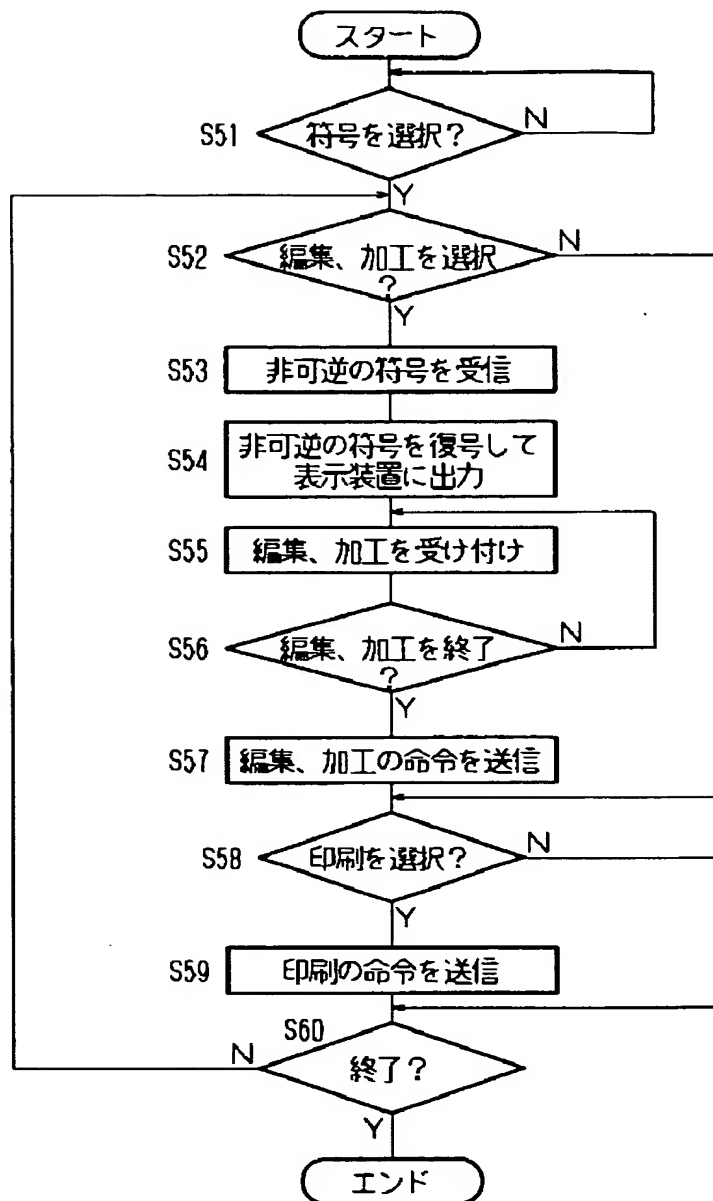 スタート
S51
符号を選択?
N
Y
S52
編集、加工を選択
?
N
Y
S53
非可逆の符号を受信
S54
非可逆の符号を復号して
表示装置に出力
S55
編集、加工を受け付け
S56
編集、加工を終了
?
N
Y
S57
編集、加工の命令を送信
S58
印刷を選択?
N
Y
S59
印刷の命令を送信
S60
終了?
N
Y
エンド